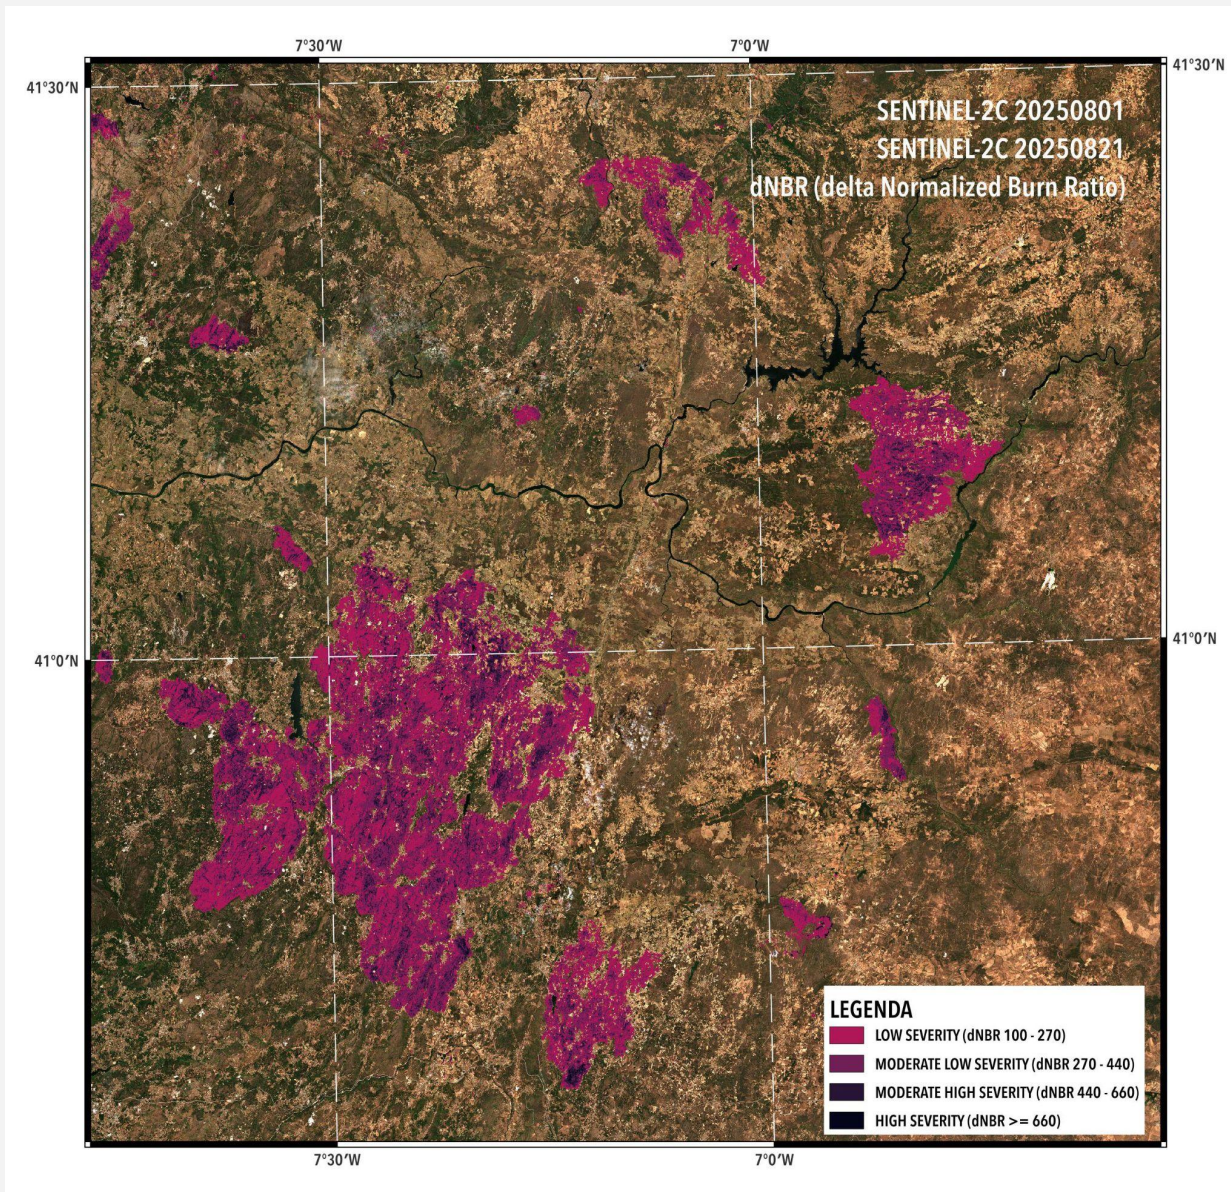 7°30'W
7°0'W
41°30'N
41°30'N
SENTINEL-2C 20250801
SENTINEL-2C 20250821
dNBR (delta Normalized Burn Ratio)
41°0'N
41°0'N
LEGENDA
LOW SEVERITY (dNBR 100 - 270)
MODERATE LOW SEVERITY (dNBR 270 - 440)
MODERATE HIGH SEVERITY (dNBR 440 - 660)
HIGH SEVERITY (dNBR >= 660)
7°30'W
7°0'W